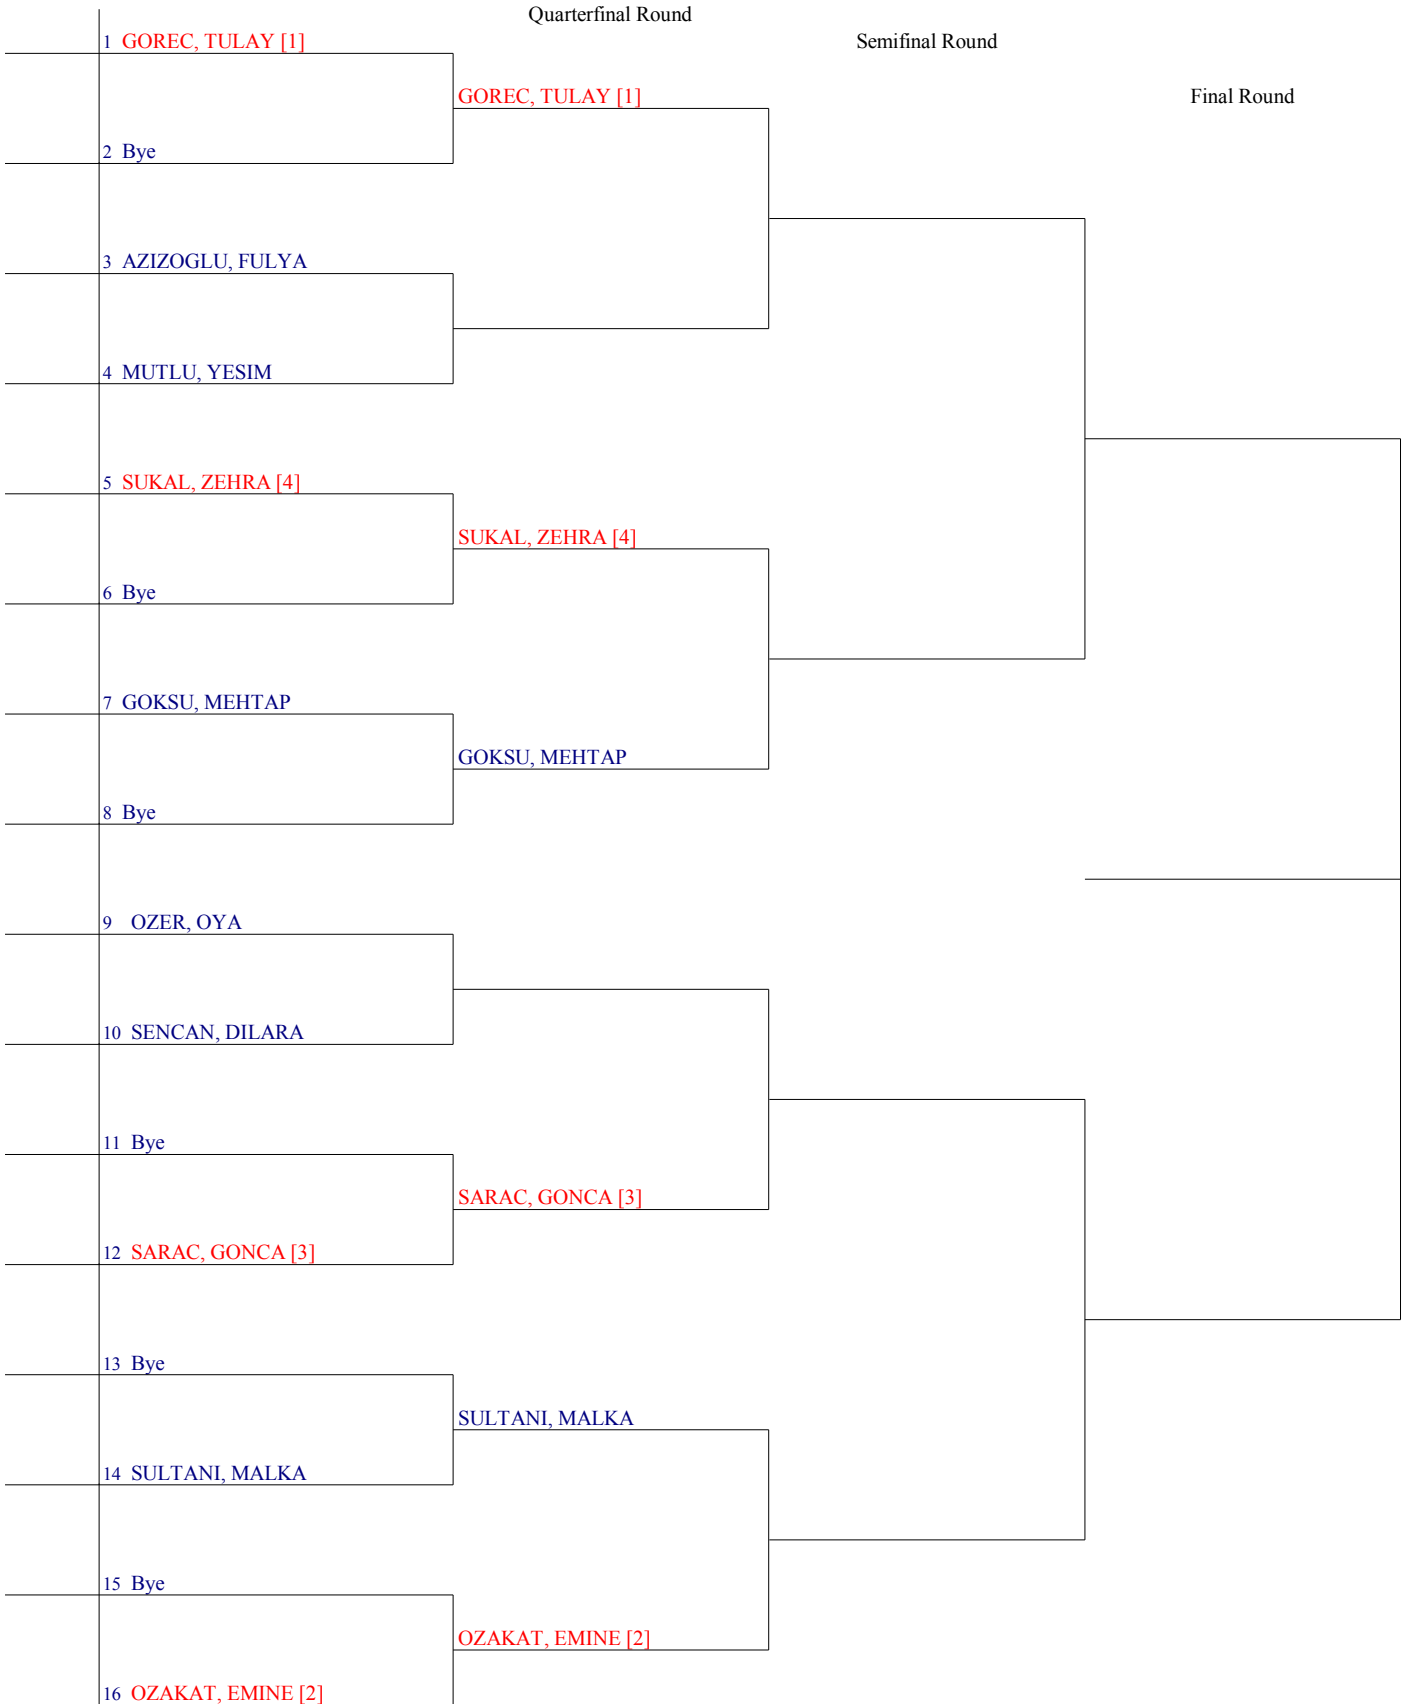 Quarterfinal Round
1 GOREC, TULAY [1]
Semifinal Round
GOREC, TULAY [1]
Final Round
2 Bye
3 AZIZOGLU, FULYA
4 MUTLU, YESIM
5 SUKAL, ZEHRA [4]
SUKAL, ZEHRA [4]
6 Bye
7 GOKSU, MEHTAP
GOKSU, MEHTAP
8 Bye
9 OZER, OYA
10 SENCAN, DILARA
11 Bye
SARAC, GONCA [3]
12 SARAC, GONCA [3]
13 Bye
SULTANI, MALKA
14 SULTANI, MALKA
15 Bye
OZAKAT, EMINE [2]
16 OZAKAT, EMINE [2]